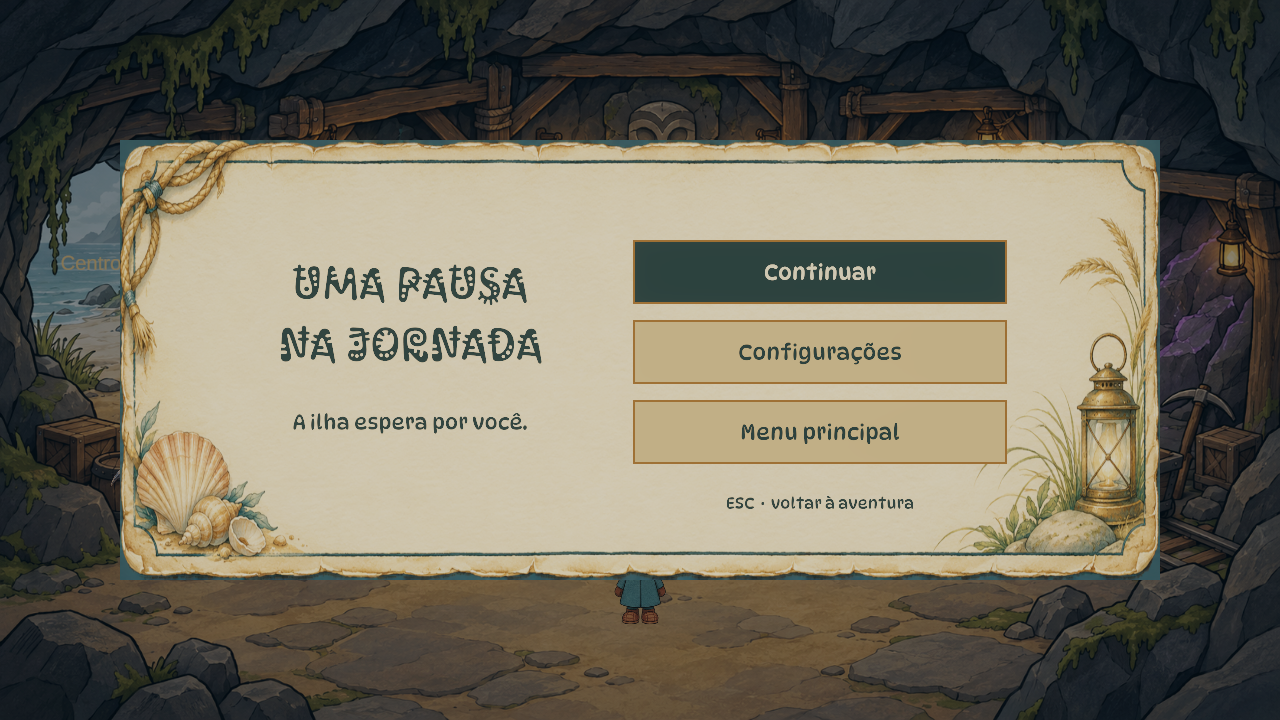 UMA PAUSA
NA JORNADA
A ilha espera por você.
Continuar
Configurações
Menu principal
ESC · voltar à aventura
Centro